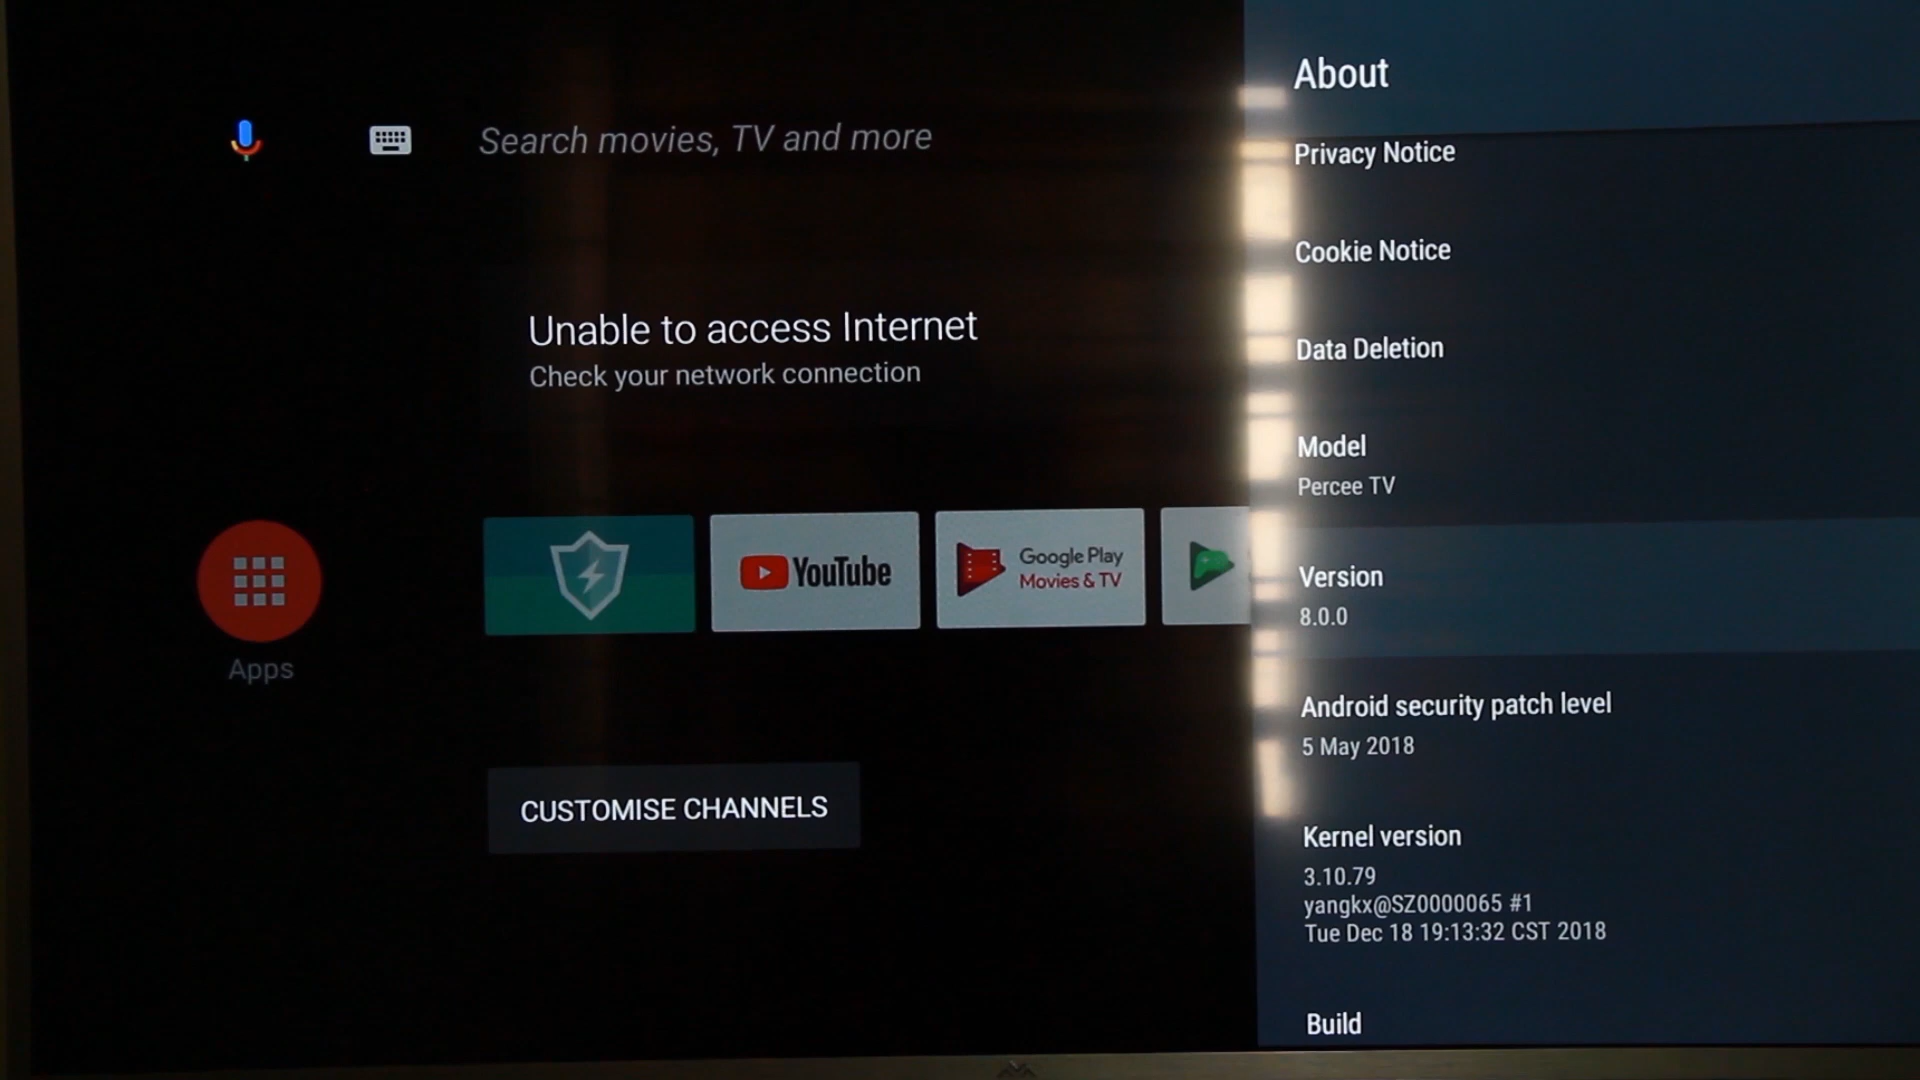 Search movies, TV and more
Unable to access Internet
Check your network connection
YouTube
Google Play
Movies & TV
Apps
CUSTOMISE CHANNELS
About
Privacy Notice
Cookie Notice
Data Deletion
Model
Percee TV
Version
8.0.0
Android security patch level
5 May 2018
Kernel version
3.10.79
yangkx@SZ0000065 #1
Tue Dec 18 19:13:32 CST 2018
Build